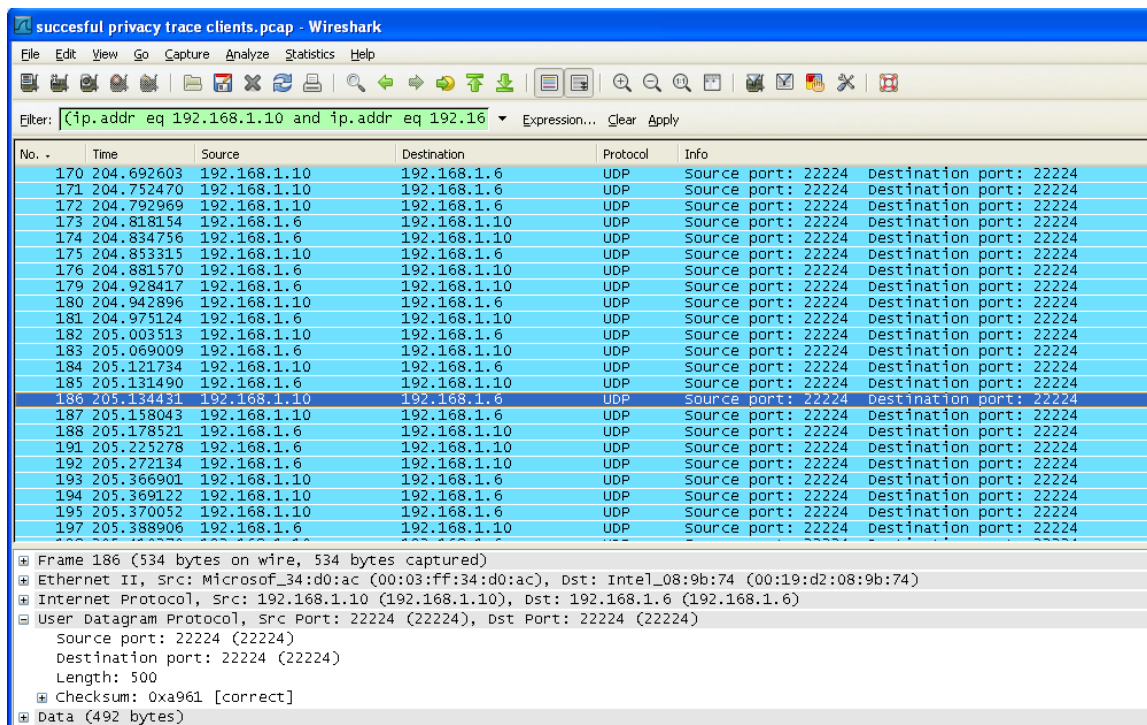 succesful privacy trace clients.pcap - Wireshark
File Edit View Go Capture Analyze Statistics Help
Filter: (ip.addr eq 192.168.1.10 and ip.addr eq 192.16 Expression... Clear Apply
No. Time Source Destination Protocol Info
170 204.692603 192.168.1.10 192.168.1.6 UDP Source port: 22224 Destination port: 22224
171 204.752470 192.168.1.10 192.168.1.6 UDP Source port: 22224 Destination port: 22224
172 204.792969 192.168.1.10 192.168.1.6 UDP Source port: 22224 Destination port: 22224
173 204.818154 192.168.1.6 192.168.1.10 UDP Source port: 22224 Destination port: 22224
174 204.834756 192.168.1.6 192.168.1.10 UDP Source port: 22224 Destination port: 22224
175 204.853315 192.168.1.10 192.168.1.6 UDP Source port: 22224 Destination port: 22224
176 204.881570 192.168.1.6 192.168.1.10 UDP Source port: 22224 Destination port: 22224
179 204.928417 192.168.1.6 192.168.1.10 UDP Source port: 22224 Destination port: 22224
180 204.942896 192.168.1.10 192.168.1.6 UDP Source port: 22224 Destination port: 22224
181 204.975124 192.168.1.6 192.168.1.10 UDP Source port: 22224 Destination port: 22224
182 205.003513 192.168.1.10 192.168.1.6 UDP Source port: 22224 Destination port: 22224
183 205.069009 192.168.1.6 192.168.1.10 UDP Source port: 22224 Destination port: 22224
184 205.121734 192.168.1.10 192.168.1.6 UDP Source port: 22224 Destination port: 22224
185 205.131490 192.168.1.6 192.168.1.10 UDP Source port: 22224 Destination port: 22224
186 205.134431 192.168.1.10 192.168.1.6 UDP Source port: 22224 Destination port: 22224
187 205.158043 192.168.1.10 192.168.1.6 UDP Source port: 22224 Destination port: 22224
188 205.178521 192.168.1.6 192.168.1.10 UDP Source port: 22224 Destination port: 22224
191 205.225278 192.168.1.6 192.168.1.10 UDP Source port: 22224 Destination port: 22224
192 205.272134 192.168.1.6 192.168.1.10 UDP Source port: 22224 Destination port: 22224
193 205.366901 192.168.1.10 192.168.1.6 UDP Source port: 22224 Destination port: 22224
194 205.369122 192.168.1.10 192.168.1.6 UDP Source port: 22224 Destination port: 22224
195 205.370052 192.168.1.10 192.168.1.6 UDP Source port: 22224 Destination port: 22224
197 205.388906 192.168.1.6 192.168.1.10 UDP Source port: 22224 Destination port: 22224
Frame 186 (534 bytes on wire, 534 bytes captured)
Ethernet II, Src: Microsof_34:d0:ac (00:03:ff:34:d0:ac), Dst: Intel_08:9b:74 (00:19:d2:08:9b:74)
Internet Protocol, Src: 192.168.1.10 (192.168.1.10), Dst: 192.168.1.6 (192.168.1.6)
User Datagram Protocol, Src Port: 22224 (22224), Dst Port: 22224 (22224)
Source port: 22224 (22224)
Destination port: 22224 (22224)
Length: 500
Checksum: 0xa961 [correct]
Data (492 bytes)